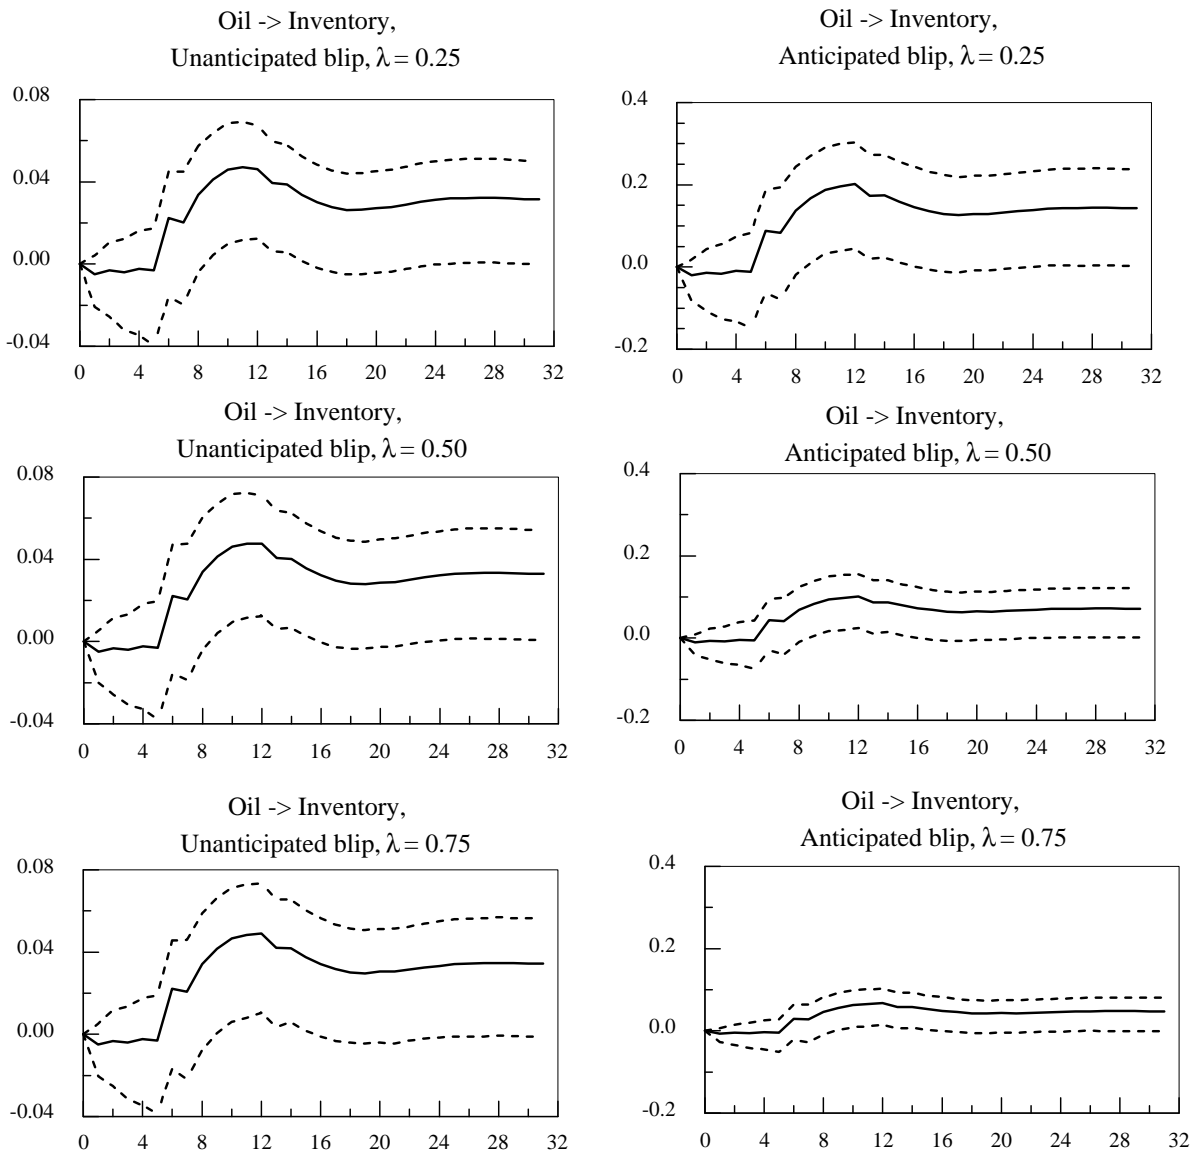 Oil -> Inventory,
Unanticipated blip, λ = 0.25
0.08
0.04
0.00
-0.04
0 4 8 12 16 20 24 28 32
Oil -> Inventory,
Anticipated blip, λ = 0.25
0.4
0.2
0.0
-0.2
0 4 8 12 16 20 24 28 32
Oil -> Inventory,
Unanticipated blip, λ = 0.50
0.08
0.04
0.00
-0.04
0 4 8 12 16 20 24 28 32
Oil -> Inventory,
Anticipated blip, λ = 0.50
0.4
0.2
0.0
-0.2
0 4 8 12 16 20 24 28 32
Oil -> Inventory,
Unanticipated blip, λ = 0.75
0.08
0.04
0.00
-0.04
0 4 8 12 16 20 24 28 32
Oil -> Inventory,
Anticipated blip, λ = 0.75
0.4
0.2
0.0
-0.2
0 4 8 12 16 20 24 28 32